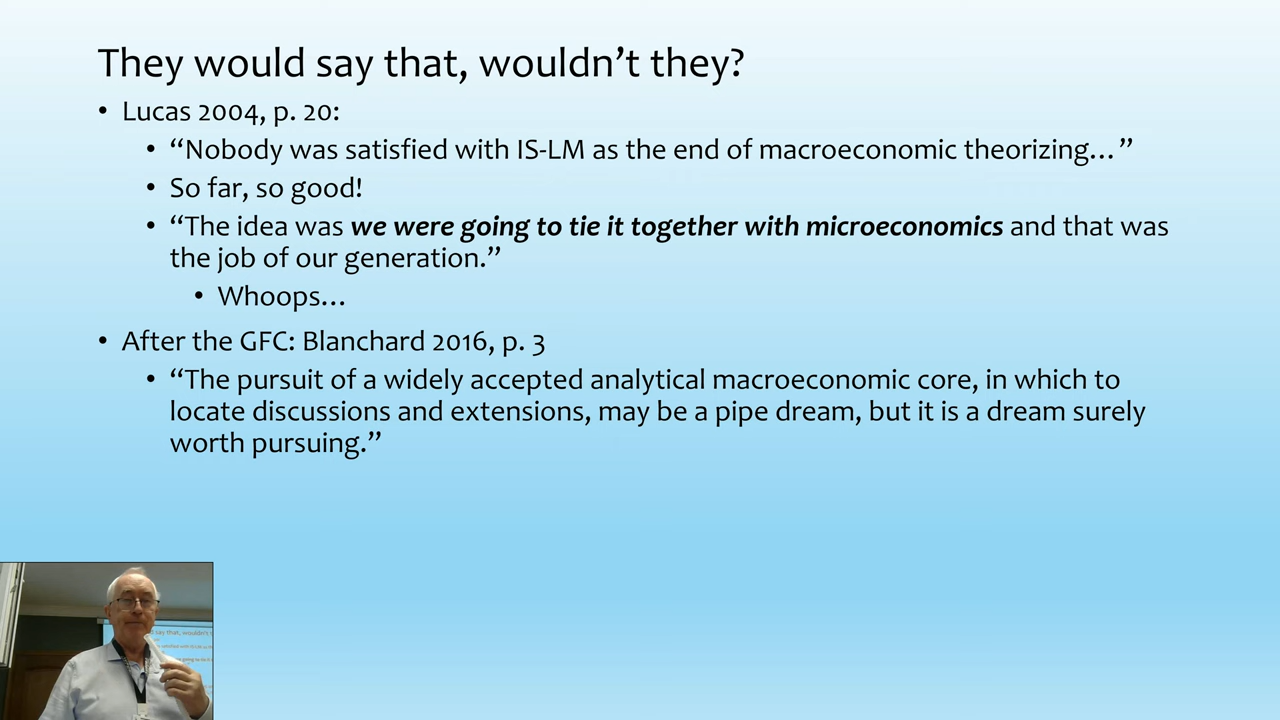 They would say that, wouldn’t they?
• Lucas 2004, p. 20:
• “Nobody was satisfied with IS-LM as the end of macroeconomic theorizing…”
• So far, so good!
• “The idea was we were going to tie it together with microeconomics and that was
the job of our generation.”
• Whoops…
• After the GFC: Blanchard 2016, p. 3
• “The pursuit of a widely accepted analytical macroeconomic core, in which to
locate discussions and extensions, may be a pipe dream, but it is a dream surely
worth pursuing.”
say that, wouldn't